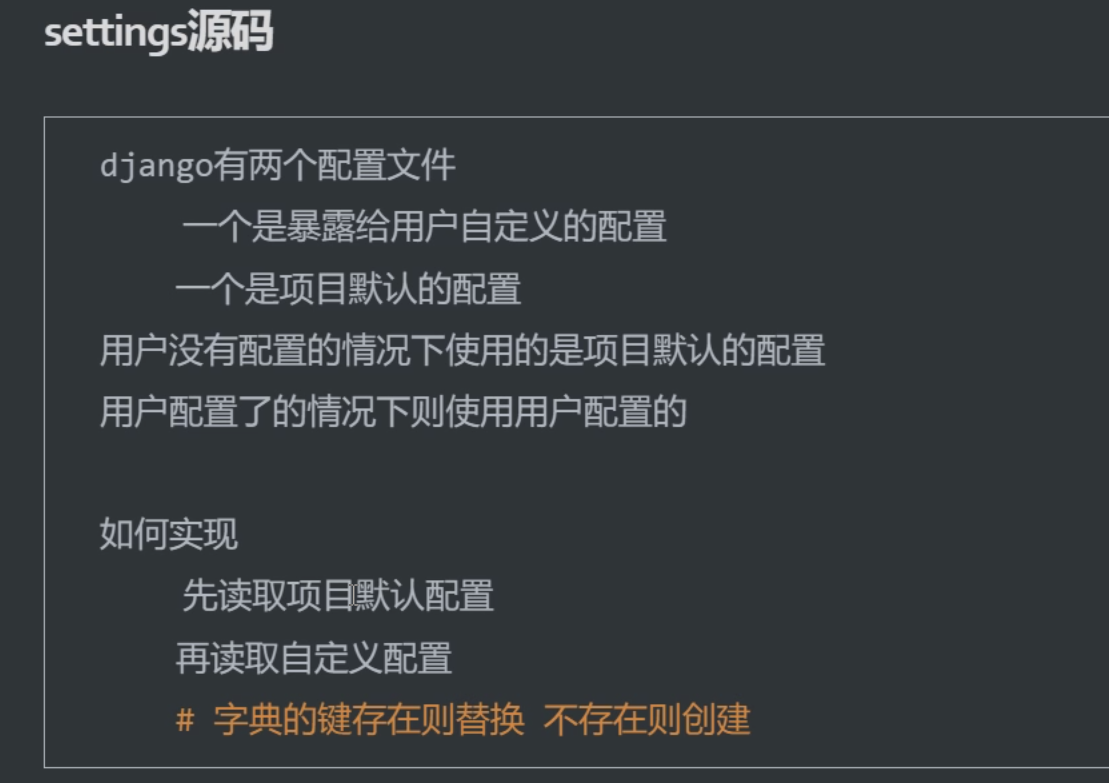 settings源码
django有两个配置文件
一个是暴露给用户自定义的配置
一个是项目默认的配置
用户没有配置的情况下使用的是项目默认的配置
用户配置了的情况下则使用用户配置的
如何实现
先读取项目默认配置
再读取自定义配置
# 字典的键存在则替换 不存在则创建